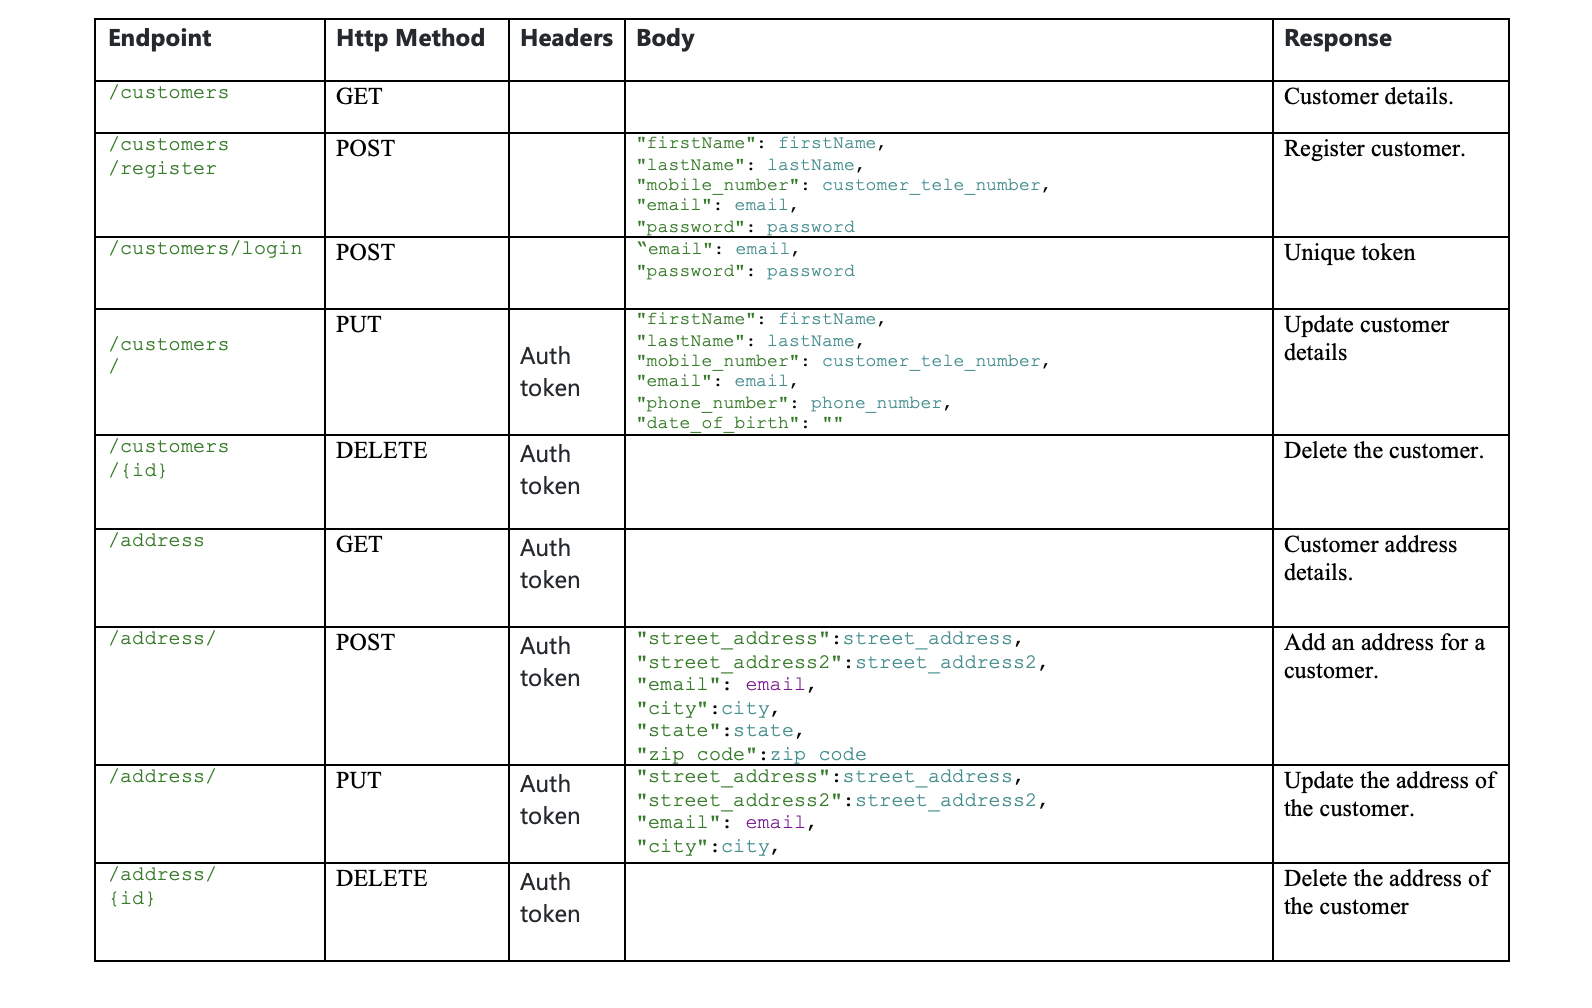 Endpoint Http Method Headers Body Response
/customers GET Customer details.
/customers POST "firstName": firstName, Register customer.
/register "lastName": lastName,
"mobile_number": customer_tele_number,
"email": email,
"password": password
/customers/login POST “email": email, Unique token
"password": password
/customers
/
PUT
Auth
token
"firstName": firstName,
"lastName": lastName,
"mobile_number": customer_tele_number,
"email": email,
"phone_number": phone_number,
"date_of_birth": ""
Update customer
details
/customers
/{id}
DELETE
Auth
token
Delete the customer.
/address
GET
Auth
token
Customer address
details.
/address/
POST
Auth
token
"street_address":street_address,
"street_address2":street_address2,
"email": email,
"city":city,
"state":state,
"zip_code":zip_code
Add an address for a
customer.
/address/
PUT
Auth
token
"street_address":street_address,
"street_address2":street_address2,
"email": email,
"city":city,
Update the address of
the customer.
/address/
{id}
DELETE
Auth
token
Delete the address of
the customer